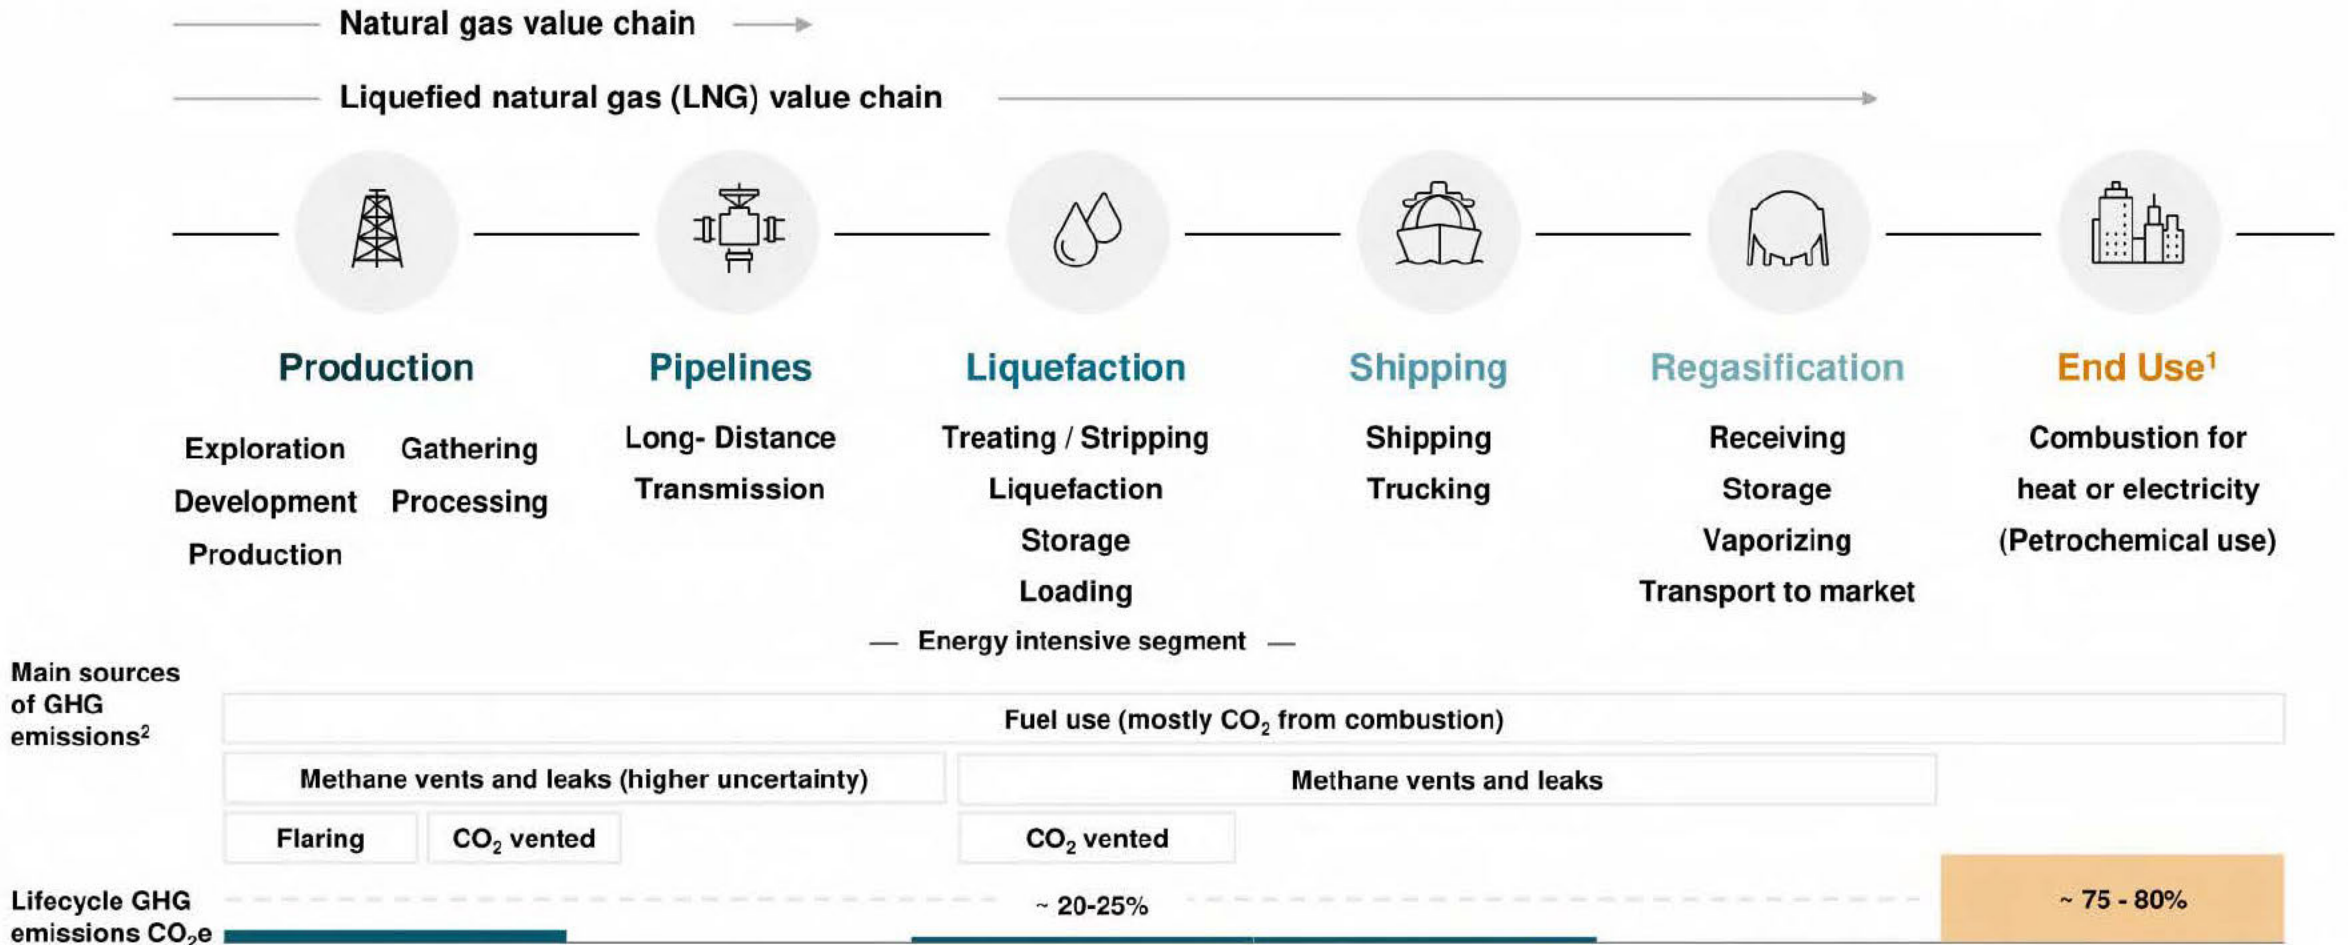 Natural gas value chain
Liquefied natural gas (LNG) value chain
Production
Pipelines
Liquefaction
Shipping
Regasification
End Use¹
Exploration
Development
Production
Gathering
Processing
Long- Distance
Transmission
Treating / Stripping
Liquefaction
Storage
Loading
Shipping
Trucking
Receiving
Storage
Vaporizing
Transport to market
Combustion for
heat or electricity
(Petrochemical use)
— Energy intensive segment —
Main sources
of GHG
emissions²
Fuel use (mostly CO₂ from combustion)
Methane vents and leaks (higher uncertainty)
Methane vents and leaks
Flaring
CO₂ vented
CO₂ vented
Lifecycle GHG
emissions CO₂e
~ 20-25%
~ 75 - 80%